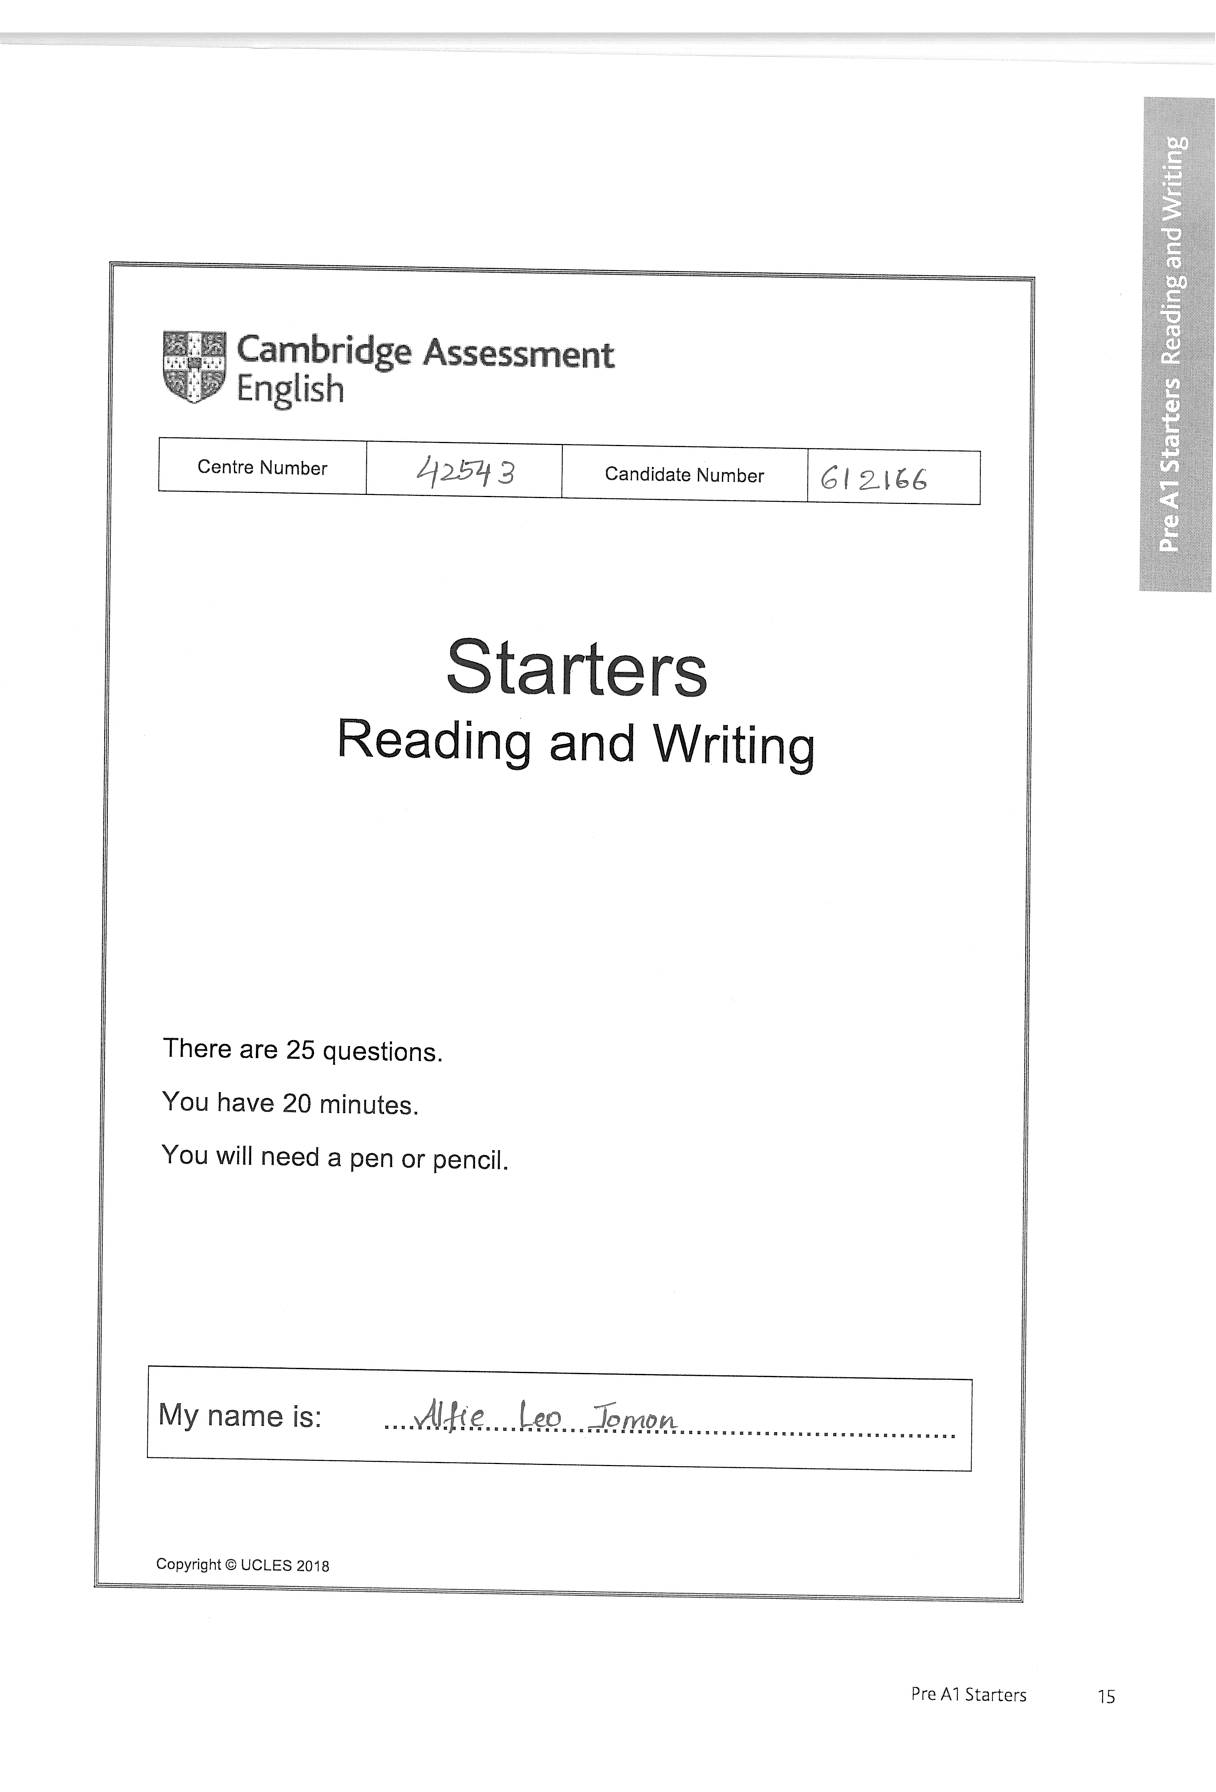 Pre A1 Starters Reading and Writing
Cambridge Assessment
English
Centre Number 42543 Candidate Number 612166
Starters
Reading and Writing
There are 25 questions.
You have 20 minutes.
You will need a pen or pencil.
My name is: Alfie Leo Jomon
Copyright © UCLES 2018
Pre A1 Starters 15